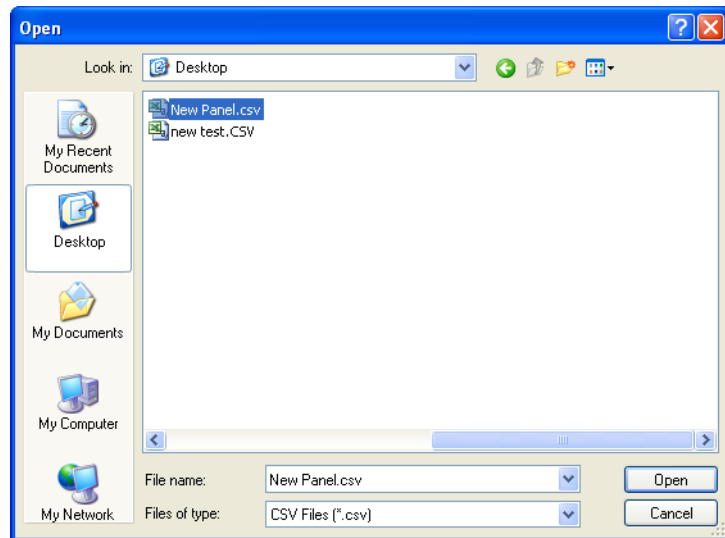 Open
Look in: Desktop
New Panel.csv
new test.CSV
My Recent
Documents
Desktop
My Documents
My Computer
My Network
File name: New Panel.csv Open
Files of type: CSV Files (*.csv) Cancel